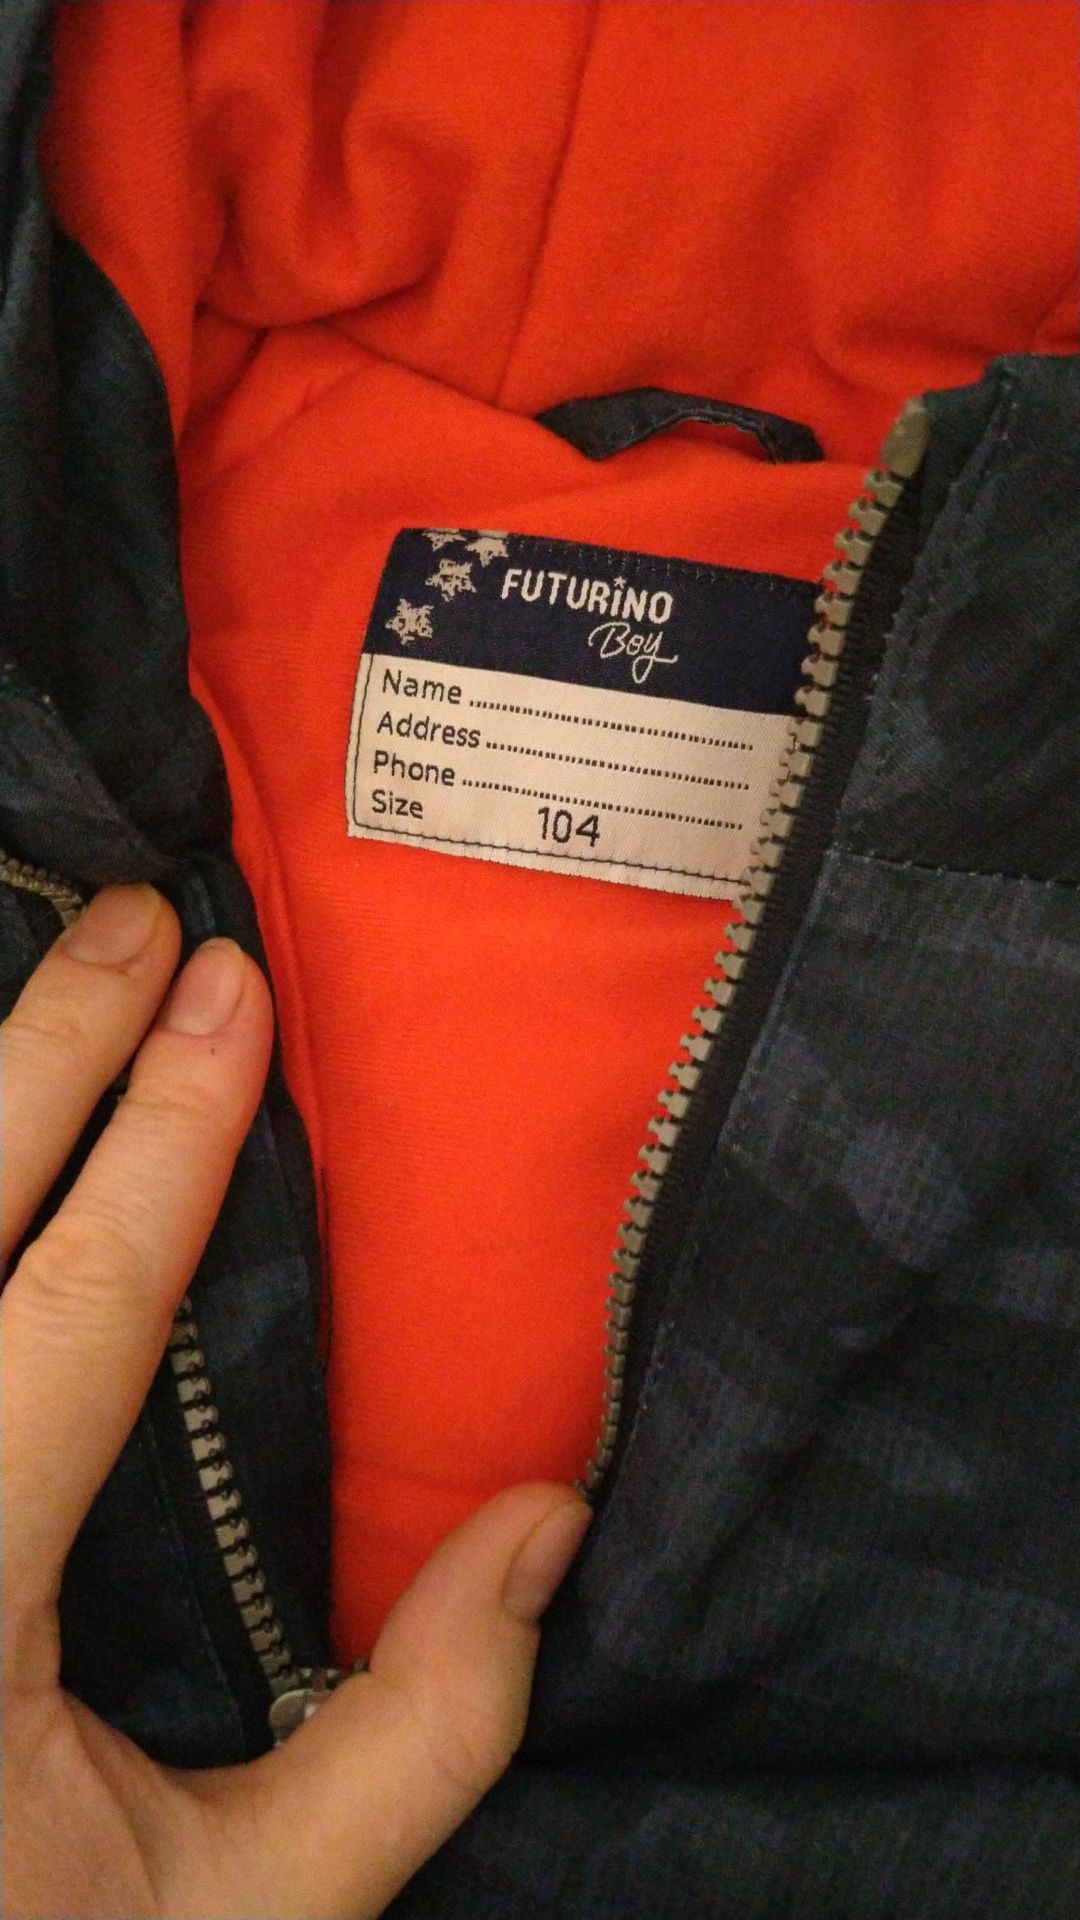 FUTURiNO
Boy
Name
Address
Phone
Size 104